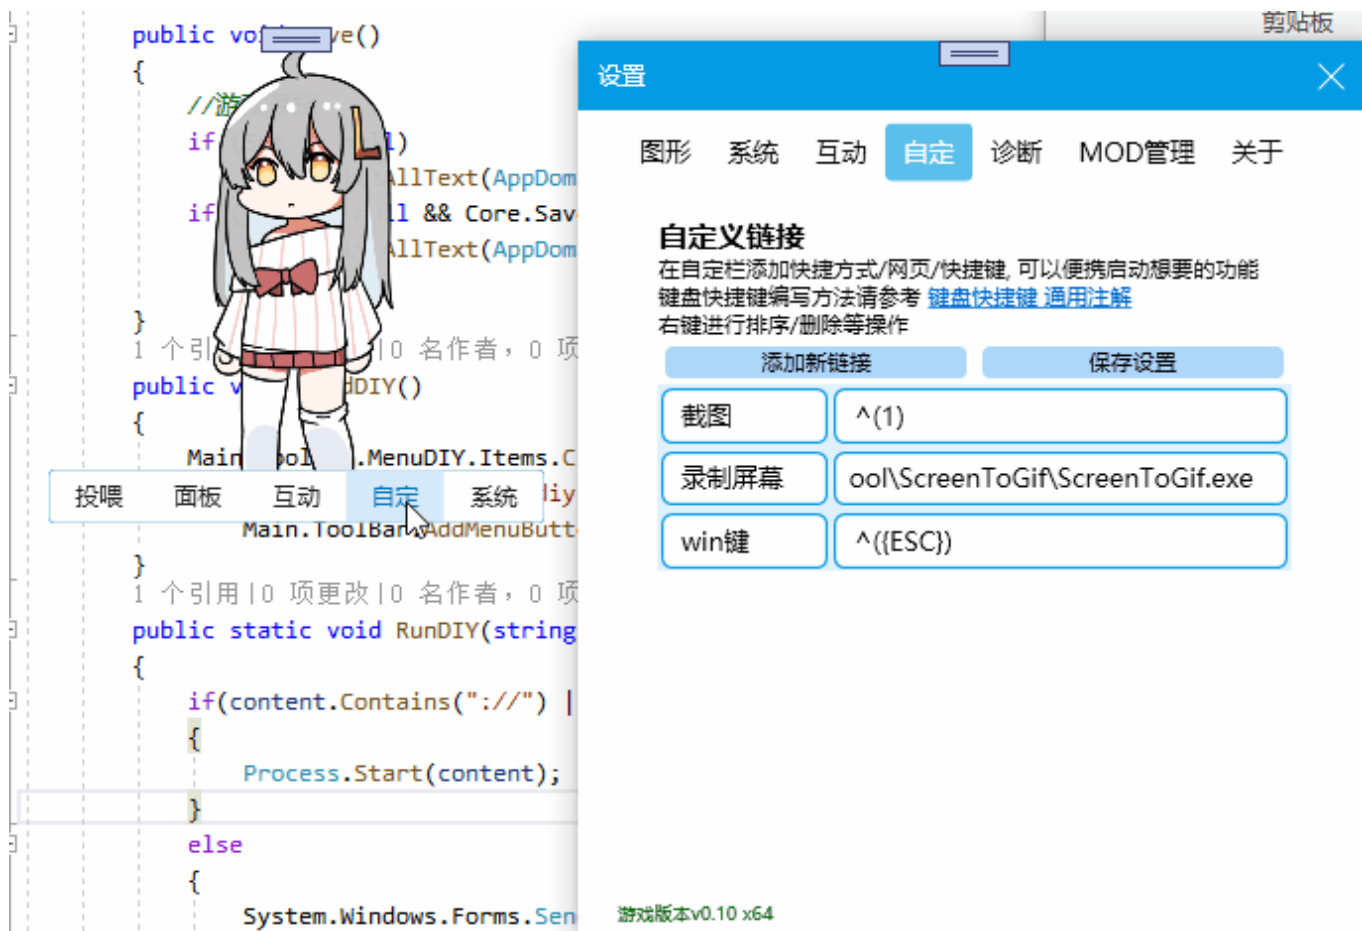 剪贴板
public vo ve()
{
//游
if l)
AllText(AppDom
if ll && Core.Sav
AllText(AppDom
}
1 个引 |0 名作者，0 项
public v dDIY()
{
Main ool .MenuDIY.Items.C
diy
Main.ToolBar.AddMenuButt
}
1 个引用|0 项更改|0 名作者，0 项
public static void RunDIY(string
{
if(content.Contains("://") |
{
Process.Start(content);
}
else
{
System.Windows.Forms.Sen
投喂 面板 互动 自定 系统
设置
图形 系统 互动 自定 诊断 MOD管理 关于
自定义链接
在自定栏添加快捷方式/网页/快捷键, 可以便携启动想要的功能
键盘快捷键编写方法请参考 键盘快捷键 通用注解
右键进行排序/删除等操作
添加新链接 保存设置
截图 ^(1)
录制屏幕 ool\ScreenToGif\ScreenToGif.exe
win键 ^({ESC})
游戏版本v0.10 x64